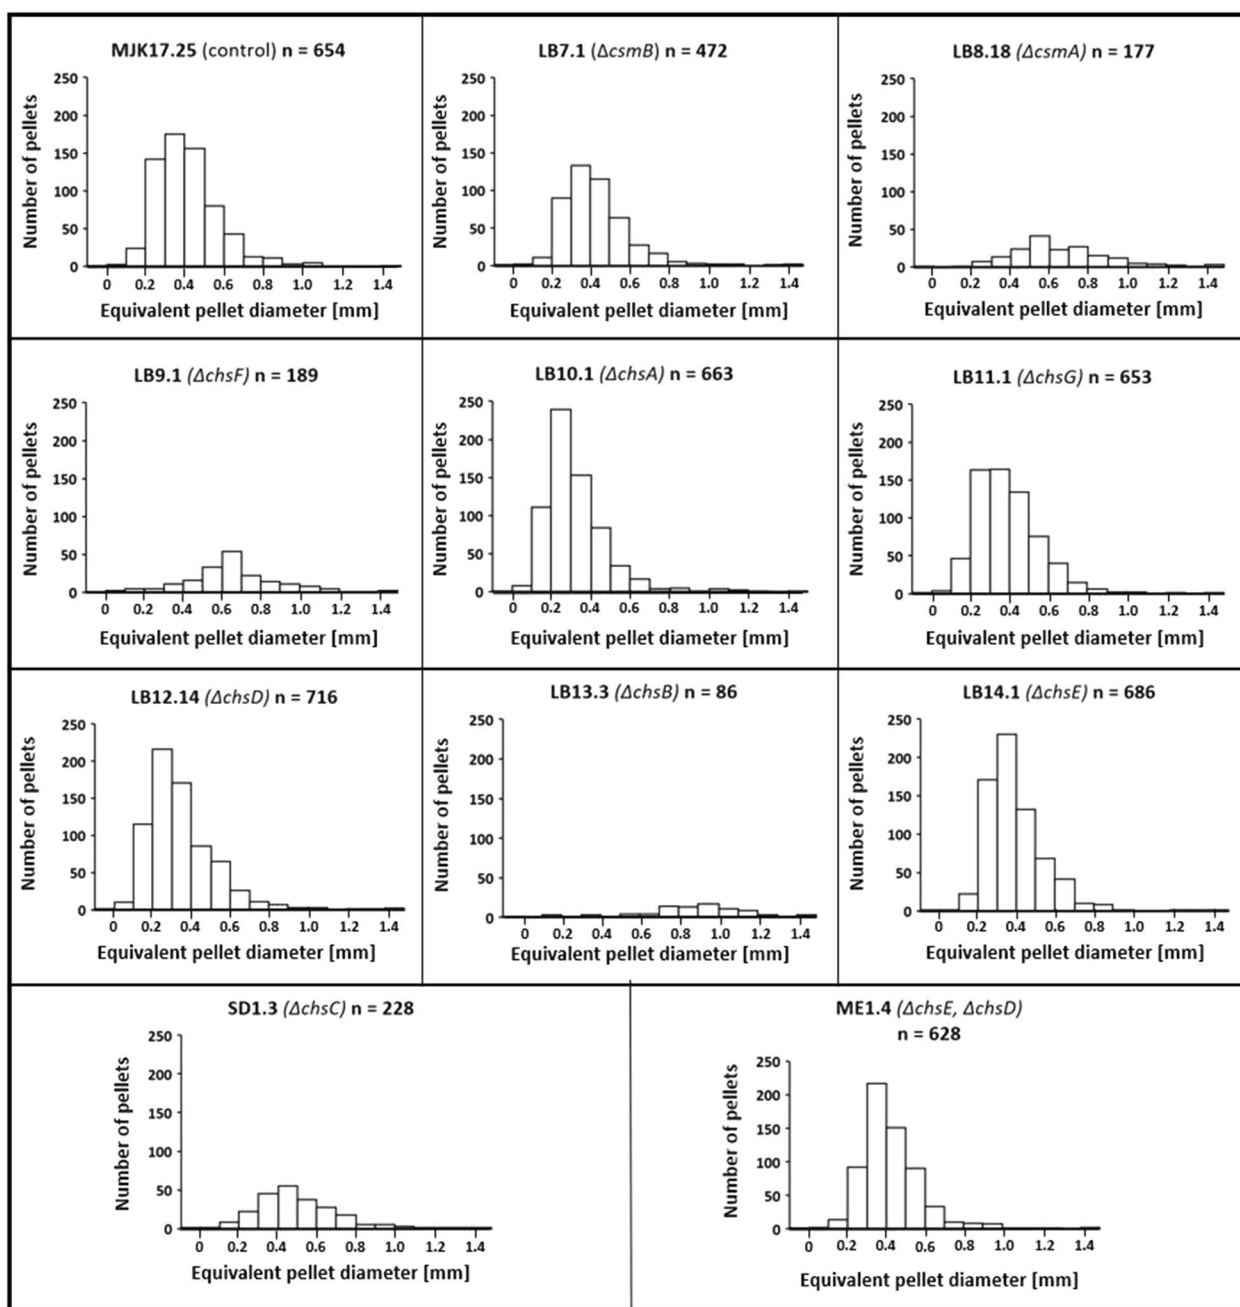 MJK17.25 (control) n = 654
Number of pellets
250
200
150
100
50
0
0 0.2 0.4 0.6 0.8 1.0 1.2 1.4
Equivalent pellet diameter [mm]
LB7.1 (ΔcsmB) n = 472
Number of pellets
250
200
150
100
50
0
0 0.2 0.4 0.6 0.8 1.0 1.2 1.4
Equivalent pellet diameter [mm]
LB8.18 (ΔcsmA) n = 177
Number of pellets
250
200
150
100
50
0
0 0.2 0.4 0.6 0.8 1.0 1.2 1.4
Equivalent pellet diameter [mm]
LB9.1 (ΔchsF) n = 189
Number of pellets
250
200
150
100
50
0
0 0.2 0.4 0.6 0.8 1.0 1.2 1.4
Equivalent pellet diameter [mm]
LB10.1 (ΔchsA) n = 663
Number of pellets
250
200
150
100
50
0
0 0.2 0.4 0.6 0.8 1.0 1.2 1.4
Equivalent pellet diameter [mm]
LB11.1 (ΔchsG) n = 653
Number of pellets
250
200
150
100
50
0
0 0.2 0.4 0.6 0.8 1.0 1.2 1.4
Equivalent pellet diameter [mm]
LB12.14 (ΔchsD) n = 716
Number of pellets
250
200
150
100
50
0
0 0.2 0.4 0.6 0.8 1.0 1.2 1.4
Equivalent pellet diameter [mm]
LB13.3 (ΔchsB) n = 86
Number of pellets
250
200
150
100
50
0
0 0.2 0.4 0.6 0.8 1.0 1.2 1.4
Equivalent pellet diameter [mm]
LB14.1 (ΔchsE) n = 686
Number of pellets
250
200
150
100
50
0
0 0.2 0.4 0.6 0.8 1.0 1.2 1.4
Equivalent pellet diameter [mm]
SD1.3 (ΔchsC) n = 228
Number of pellets
250
200
150
100
50
0
0 0.2 0.4 0.6 0.8 1.0 1.2 1.4
Equivalent pellet diameter [mm]
ME1.4 (ΔchsE, ΔchsD)
n = 628
Number of pellets
250
200
150
100
50
0
0 0.2 0.4 0.6 0.8 1.0 1.2 1.4
Equivalent pellet diameter [mm]